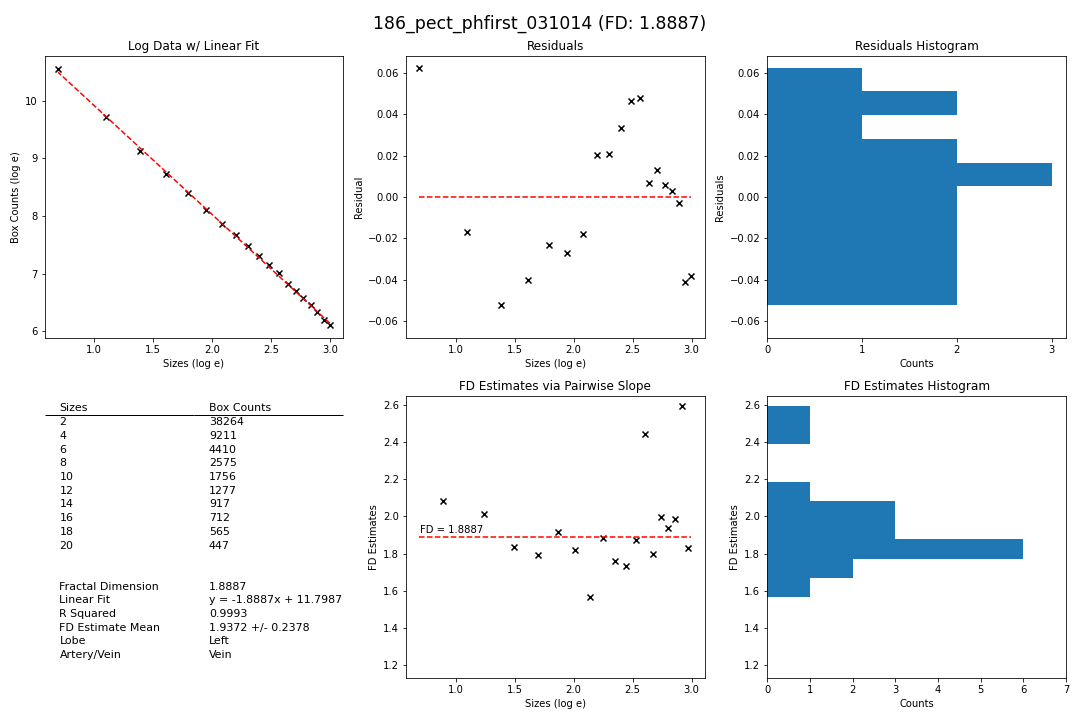 186_pect_phfirst_031014 (FD: 1.8887)
Log Data w/ Linear Fit
Box Counts (log e)
10
9
8
7
6
1.0 1.5 2.0 2.5 3.0
Sizes (log e)
Residuals
Residual
0.06
0.04
0.02
0.00
−0.02
−0.04
−0.06
1.0 1.5 2.0 2.5 3.0
Sizes (log e)
Residuals Histogram
Residuals
0.06
0.04
0.02
0.00
−0.02
−0.04
−0.06
0 1 2 3
Counts
Sizes Box Counts
2 38264
4 9211
6 4410
8 2575
10 1756
12 1277
14 917
16 712
18 565
20 447
Fractal Dimension 1.8887
Linear Fit y = -1.8887x + 11.7987
R Squared 0.9993
FD Estimate Mean 1.9372 +/- 0.2378
Lobe Left
Artery/Vein Vein
FD Estimates via Pairwise Slope
FD Estimates
2.6
2.4
2.2
2.0
1.8
1.6
1.4
1.2
FD = 1.8887
1.0 1.5 2.0 2.5 3.0
Sizes (log e)
FD Estimates Histogram
FD Estimates
2.6
2.4
2.2
2.0
1.8
1.6
1.4
1.2
0 1 2 3 4 5 6 7
Counts